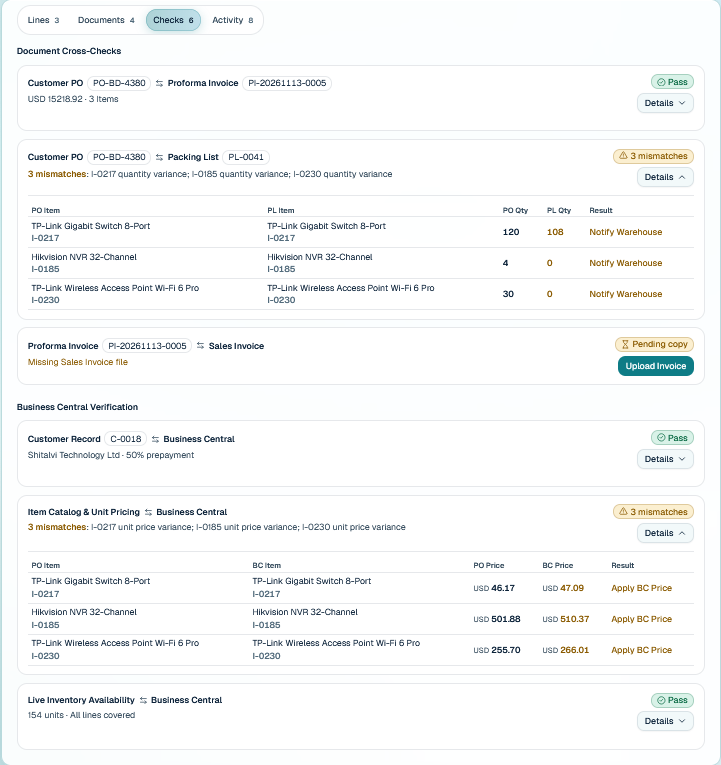 Lines 3 Documents 4 Checks 6 Activity 8
Document Cross-Checks
Customer PO PO-BD-4380 ⇆ Proforma Invoice PI-20261113-0005 Pass
USD 15218.92 · 3 Items Details
Customer PO PO-BD-4380 ⇆ Packing List PL-0041 3 mismatches
3 mismatches: I-0217 quantity variance; I-0185 quantity variance; I-0230 quantity variance Details
PO Item PL Item PO Qty PL Qty Result
TP-Link Gigabit Switch 8-Port TP-Link Gigabit Switch 8-Port
120 108 Notify Warehouse
I-0217 I-0217
Hikvision NVR 32-Channel Hikvision NVR 32-Channel
4 0 Notify Warehouse
I-0185 I-0185
TP-Link Wireless Access Point Wi-Fi 6 Pro TP-Link Wireless Access Point Wi-Fi 6 Pro
30 0 Notify Warehouse
I-0230 I-0230
Proforma Invoice PI-20261113-0005 ⇆ Sales Invoice Pending copy
Missing Sales Invoice file Upload Invoice
Business Central Verification
Customer Record C-0018 ⇆ Business Central Pass
Shitalvi Technology Ltd · 50% prepayment Details
Item Catalog & Unit Pricing ⇆ Business Central 3 mismatches
3 mismatches: I-0217 unit price variance; I-0185 unit price variance; I-0230 unit price variance Details
PO Item BC Item PO Price BC Price Result
TP-Link Gigabit Switch 8-Port TP-Link Gigabit Switch 8-Port
USD 46.17 USD 47.09 Apply BC Price
I-0217 I-0217
Hikvision NVR 32-Channel Hikvision NVR 32-Channel
USD 501.88 USD 510.37 Apply BC Price
I-0185 I-0185
TP-Link Wireless Access Point Wi-Fi 6 Pro TP-Link Wireless Access Point Wi-Fi 6 Pro
USD 255.70 USD 266.01 Apply BC Price
I-0230 I-0230
Live Inventory Availability ⇆ Business Central Pass
154 units · All lines covered Details